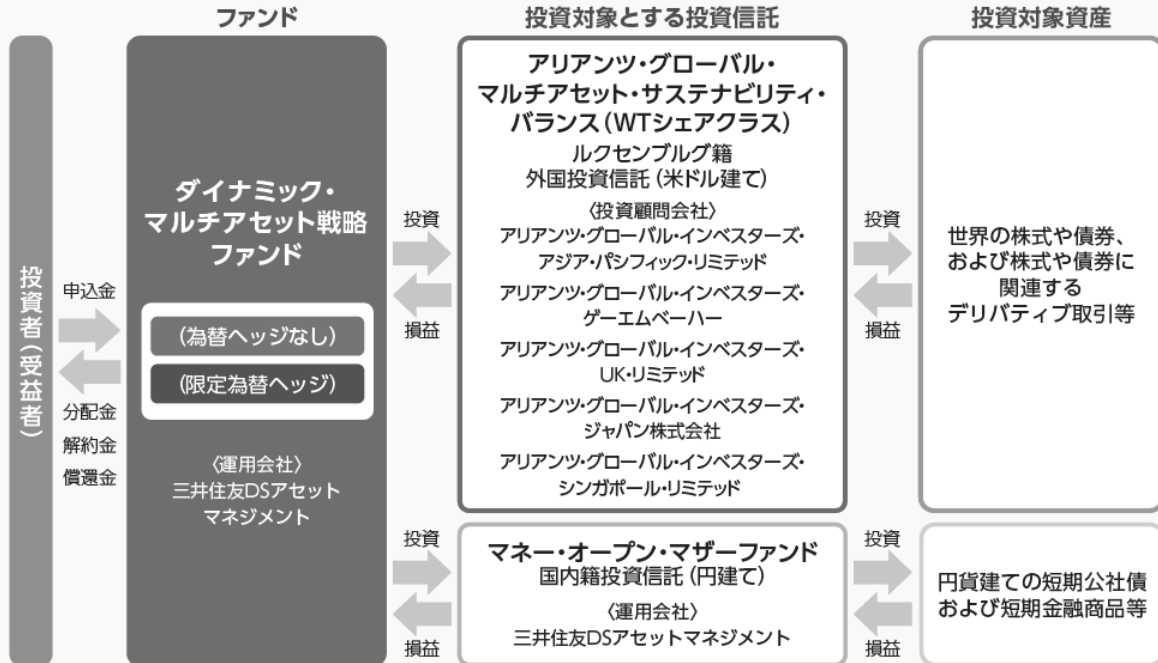 ファンド
投資対象とする投資信託
投資対象資産
投資者(受益者)
申込金
分配金
解約金
償還金
ダイナミック・
マルチアセット戦略
ファンド
(為替ヘッジなし)
(限定為替ヘッジ)
〈運用会社〉
三井住友DSアセット
マネジメント
投資
損益
アリアンツ・グローバル・
マルチアセット・サステナビリティ・
バランス(WTシェアクラス)
ルクセンブルグ籍
外国投資信託(米ドル建て)
〈投資顧問会社〉
アリアンツ・グローバル・インベスターズ・
アジア・パシフィック・リミテッド
アリアンツ・グローバル・インベスターズ・
ゲーエムベーハー
アリアンツ・グローバル・インベスターズ・
UK・リミテッド
アリアンツ・グローバル・インベスターズ・
ジャパン株式会社
アリアンツ・グローバル・インベスターズ・
シンガポール・リミテッド
投資
損益
世界の株式や債券、
および株式や債券に
関連する
デリバティブ取引等
投資
損益
マネー・オープン・マザーファンド
国内籍投資信託(円建て)
〈運用会社〉
三井住友DSアセットマネジメント
投資
損益
円貨建ての短期公社債
および短期金融商品等